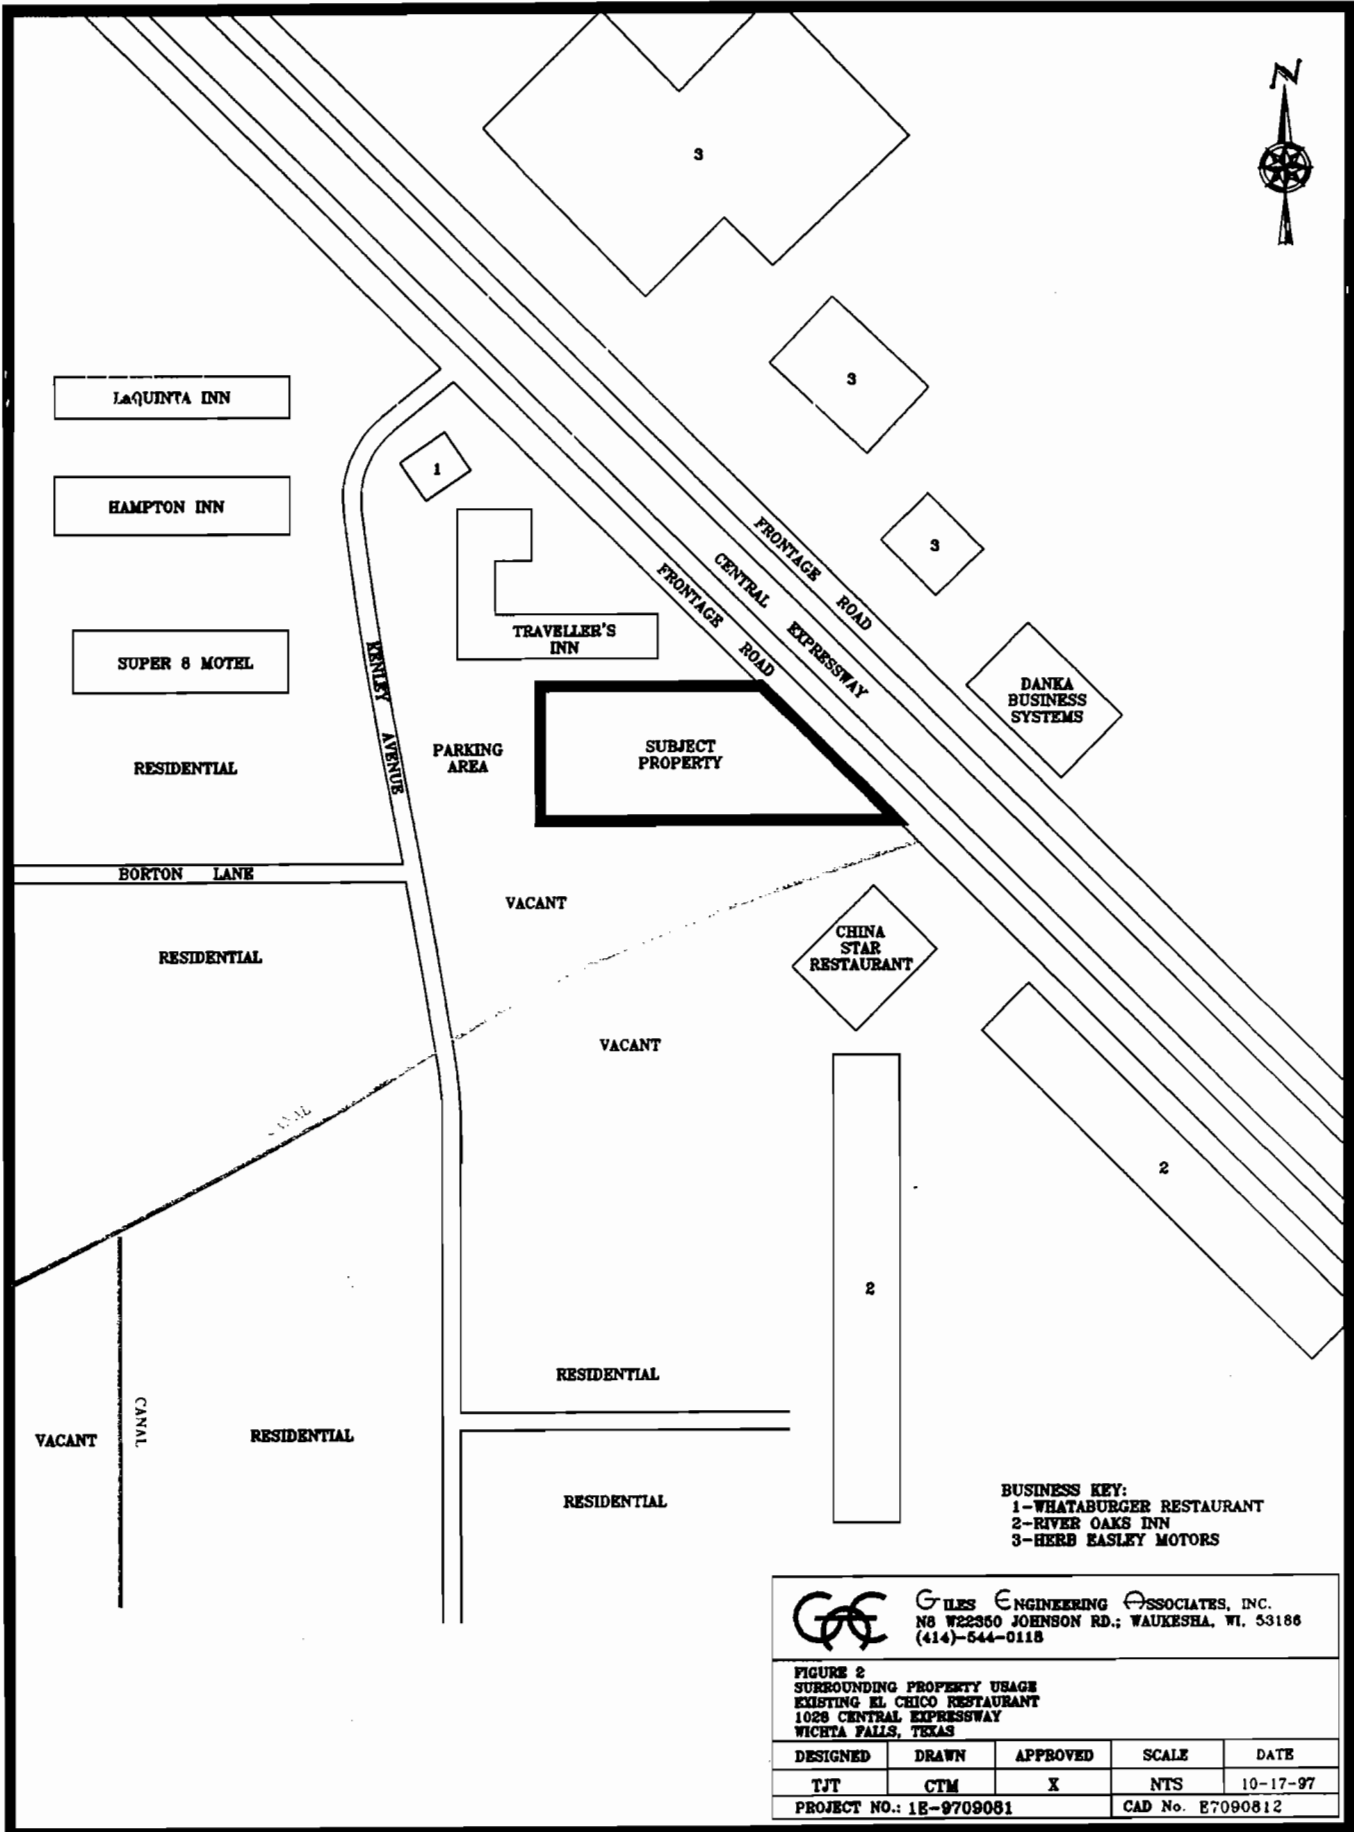 N
3
3
LaQUINTA INN
1
HAMPTON INN
3
FRONTAGE ROAD
CENTRAL EXPRESSWAY
FRONTAGE ROAD
TRAVELLER'S
INN
SUPER 8 MOTEL
KENLEY AVENUE
DANKA
BUSINESS
SYSTEMS
PARKING
AREA
SUBJECT
PROPERTY
RESIDENTIAL
BORTON LANE
VACANT
RESIDENTIAL
CHINA
STAR
RESTAURANT
VACANT
2
2
RESIDENTIAL
CANAL
VACANT
RESIDENTIAL
RESIDENTIAL
BUSINESS KEY:
1-WHATABURGER RESTAURANT
2-RIVER OAKS INN
3-HERB EASLEY MOTORS
GILES ENGINEERING ASSOCIATES, INC.
N8 W22350 JOHNSON RD.; WAUKESHA, WI. 53186
(414)-544-0118
FIGURE 2
SURROUNDING PROPERTY USAGE
EXISTING EL CHICO RESTAURANT
1028 CENTRAL EXPRESSWAY
WICHTA FALLS, TEXAS
DESIGNED DRAWN APPROVED SCALE DATE
TJT CTM X NTS 10-17-97
PROJECT NO.: 1E-9709081 CAD No. E7090812